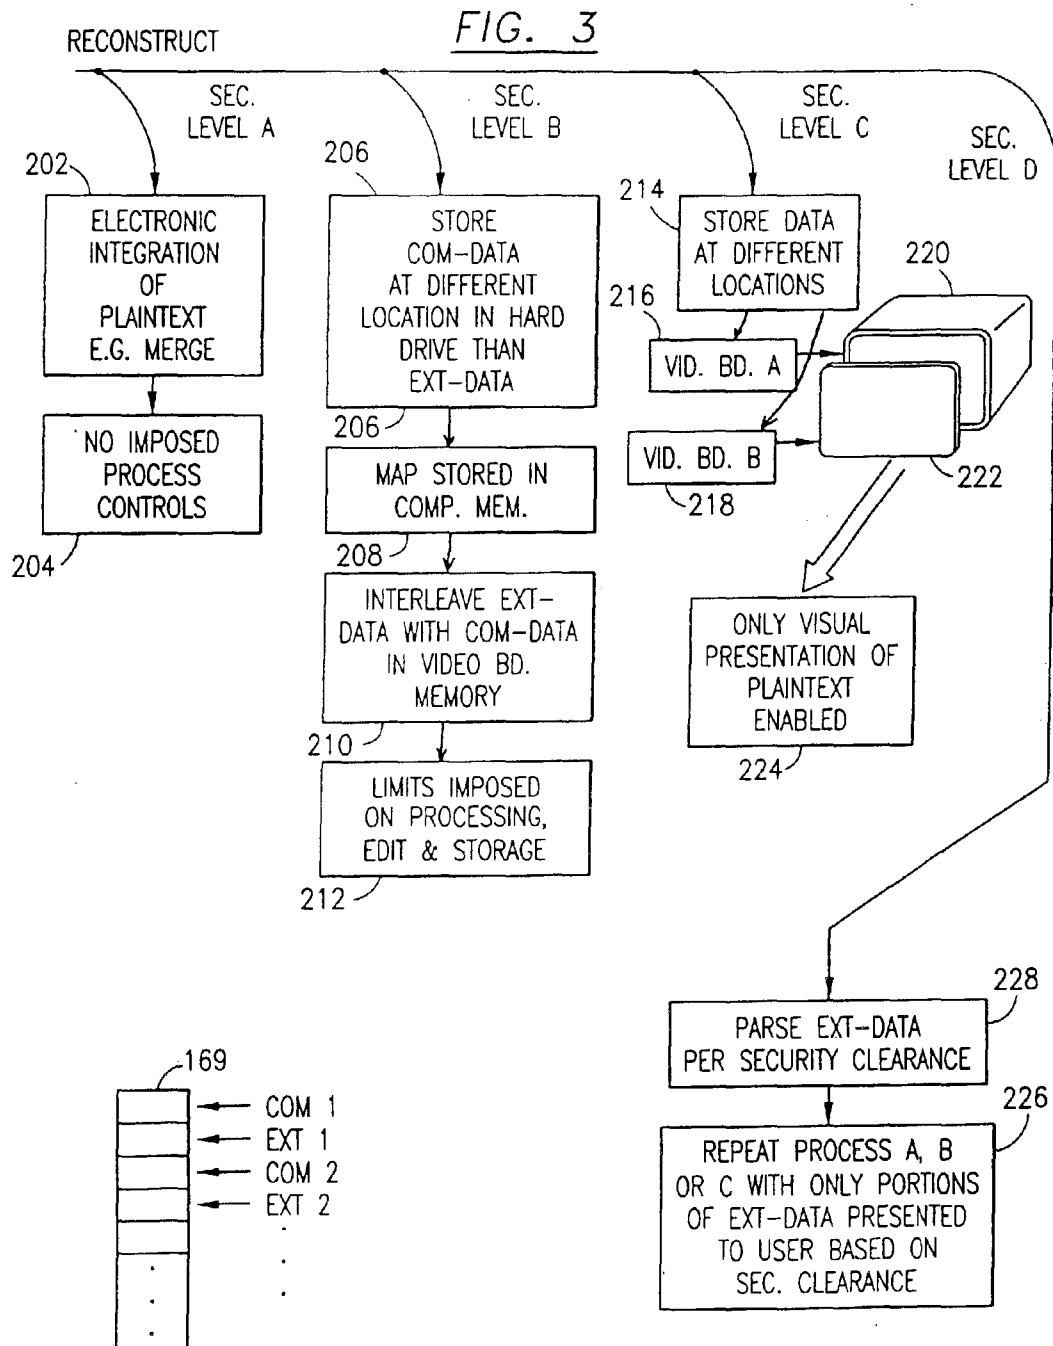 FIG. 3
RECONSTRUCT
SEC.
LEVEL A
SEC.
LEVEL B
SEC.
LEVEL C
SEC.
LEVEL D
202
ELECTRONIC
INTEGRATION
OF
PLAINTEXT
E.G. MERGE
NO IMPOSED
PROCESS
CONTROLS
204
206
STORE
COM-DATA
AT DIFFERENT
LOCATION IN HARD
DRIVE THAN
EXT-DATA
206
MAP STORED IN
COMP. MEM.
208
INTERLEAVE EXT-
DATA WITH COM-DATA
IN VIDEO BD.
MEMORY
210
LIMITS IMPOSED
ON PROCESSING,
EDIT & STORAGE
212
214
STORE DATA
AT DIFFERENT
LOCATIONS
216
VID. BD. A
VID. BD. B
218
220
222
ONLY VISUAL
PRESENTATION OF
PLAINTEXT
ENABLED
224
228
PARSE EXT-DATA
PER SECURITY CLEARANCE
226
REPEAT PROCESS A, B
OR C WITH ONLY PORTIONS
OF EXT-DATA PRESENTED
TO USER BASED ON
SEC. CLEARANCE
169
COM 1
EXT 1
COM 2
EXT 2